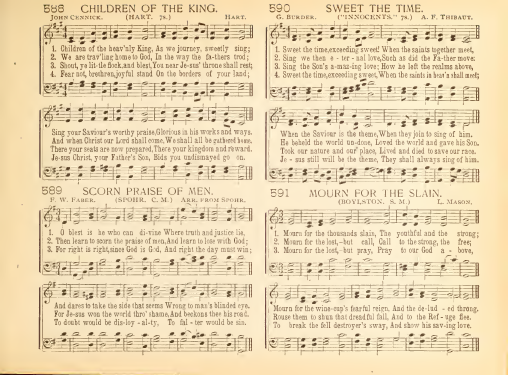 588 CHILDREN OF THE KING.
JOHN CENNICK. (HART. 7s.) HART.
1. Children of the heav'nly King, As we journey, sweetly sing;
2. We are trav'ling home to God, In the way the fa-thers trod;
3. Shout, ye lit-tle flock, and blest, You near Je-sus' throne shall rest;
4. Fear not, brethren, joyful stand On the borders of your land;
Sing your Saviour's worthy praise, Glorious in his works and ways.
And when Christ our Lord shall come, We shall all be gathered home.
There your seats are now prepared, There your kingdom and reward.
Je-sus Christ, your Father's Son, Bids you undismayed go on.
589 SCORN PRAISE OF MEN.
F. W. FABER. (SPOHR. C. M.) ARR. FROM SPOHR.
1. O blest is he who can di-vine Where truth and justice lie,
2. Then learn to scorn the praise of men, And learn to lose with God;
3. For right is right, since God is God, And right the day must win;
And dares to take the side that seems Wrong to man's blinded eye.
For Je-sus won the world thro' shame, And beckons thee his road.
To doubt would be dis-loy-al-ty, To fal-ter would be sin.
590 SWEET THE TIME.
G. BURDER. ("INNOCENTS." 7s.) A. F. THIBAUT.
1. Sweet the time, exceeding sweet! When the saints together meet,
2. Sing we then e-ter-nal love, Such as did the Fa-ther move:
3. Sing the Son's a-maz-ing love; How he left the realms above,
4. Sweet the time, exceeding sweet, When the saints in heav'n shall meet;
When the Saviour is the theme, When they join to sing of him.
He beheld the world un-done, Loved the world and gave his Son.
Took our nature and our place, Lived and died to save our race.
Je-sus still will be the theme, They shall always sing of him.
591 MOURN FOR THE SLAIN.
(BOYLSTON. S. M.) L. MASON.
1. Mourn for the thousands slain, The youthful and the strong;
2. Mourn for the lost,—but call, Call to the strong, the free;
3. Mourn for the lost,—but pray, Pray to our God a-bove,
Mourn for the wine-cup's fearful reign, And the de-lud-ed throng.
Rouse them to shun that dreadful fall, And to the Ref-uge flee.
To break the fell destroyer's sway, And show his sav-ing love.